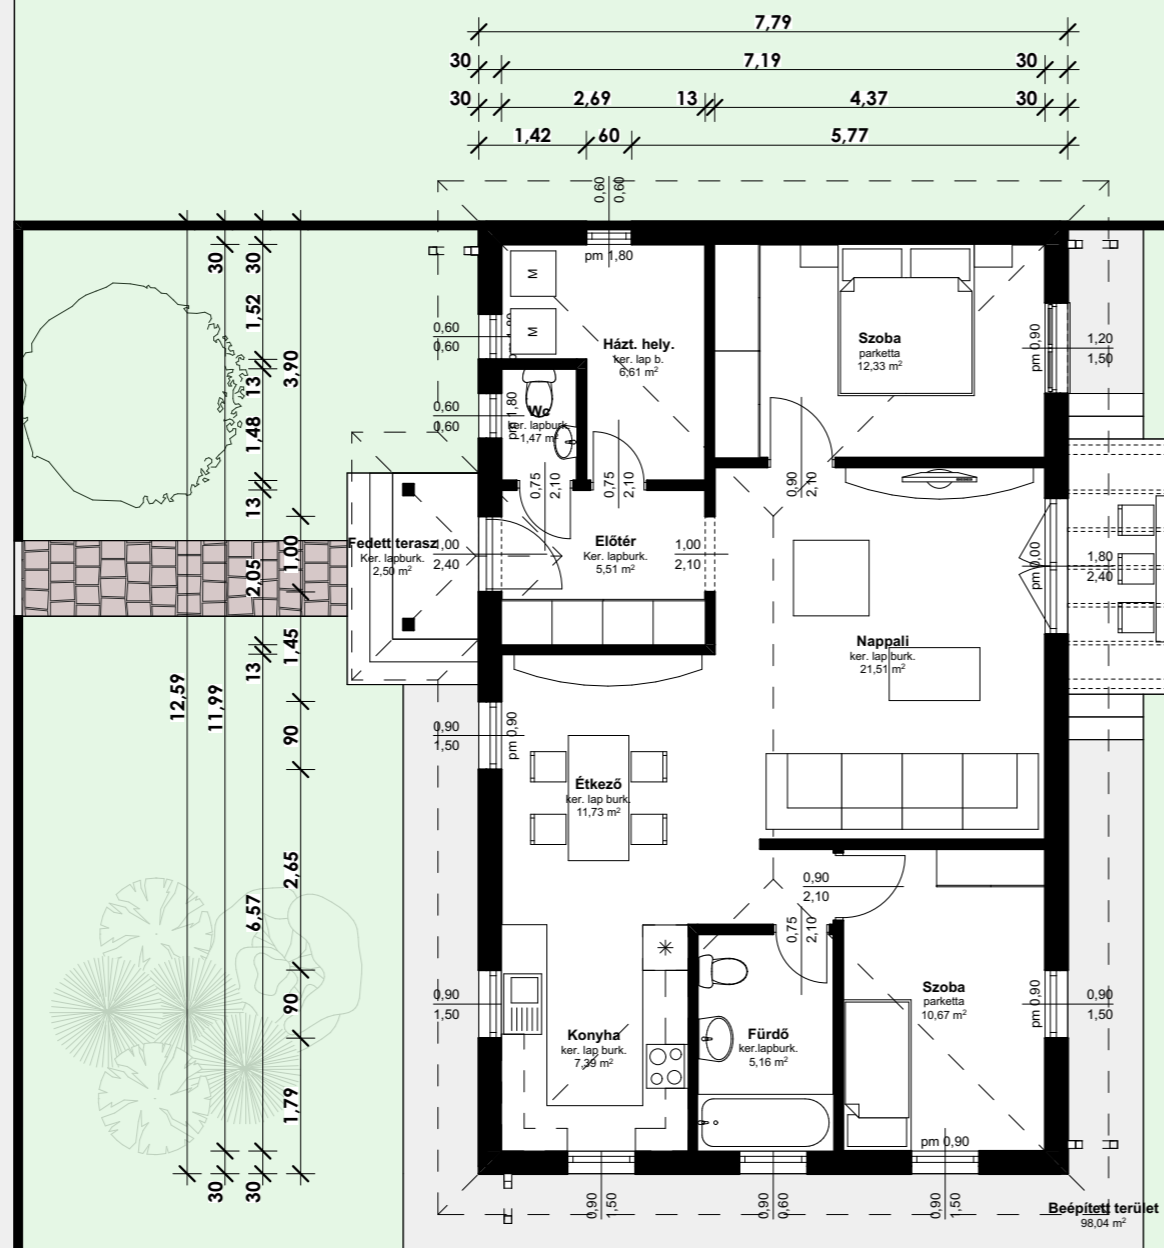 7,79
30 7,19 30
30 2,69 13 4,37 30
1,42 60 5,77
0,60
0,60
pm 1,80
30
30
1,52
13
1,48
13
2,05
13
6,57
30
30
3,90
1,00
1,45
90
2,65
90
1,79
12,59
11,99
0,60
0,60
M
M
Házt. hely.
ker. lap b.
6,61 m²
Szoba
parketta
12,33 m²
pm 0,90
1,20
1,50
0,60
0,60
pm 1,80
Wc
ker. lapburk.
1,47 m²
0,75
2,10
0,75
2,10
0,90
2,10
Fedett terasz
Ker. lapburk.
2,50 m²
1,00
2,40
Előtér
Ker. lapburk.
5,51 m²
1,00
2,10
pm 0,00
1,80
2,40
Nappali
ker. lap burk.
21,51 m²
0,90
1,50
pm 0,90
Étkező
ker. lap burk.
11,73 m²
0,90
2,10
0,75
2,10
0,90
1,50
Konyha
ker. lap burk.
7,39 m²
Fürdő
ker.lapburk.
5,16 m²
Szoba
parketta
10,67 m²
pm 0,90
0,90
1,50
pm 0,90
0,90
1,50
0,90
0,60
0,90
1,50
Beépített terület
98,04 m²